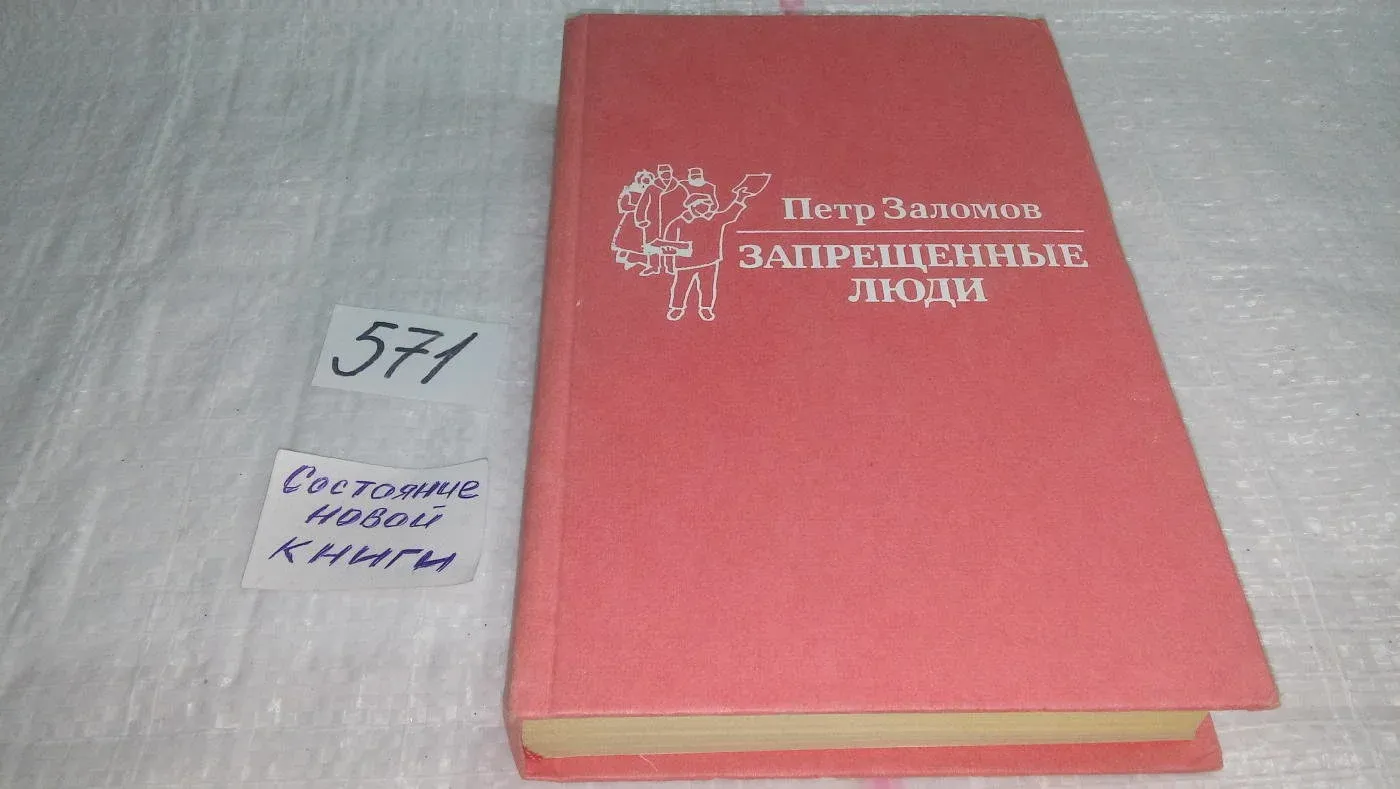 Петр Заломов
ЗАПРЕЩЕННЫЕ
ЛЮДИ
571
Состояние
новой
книги